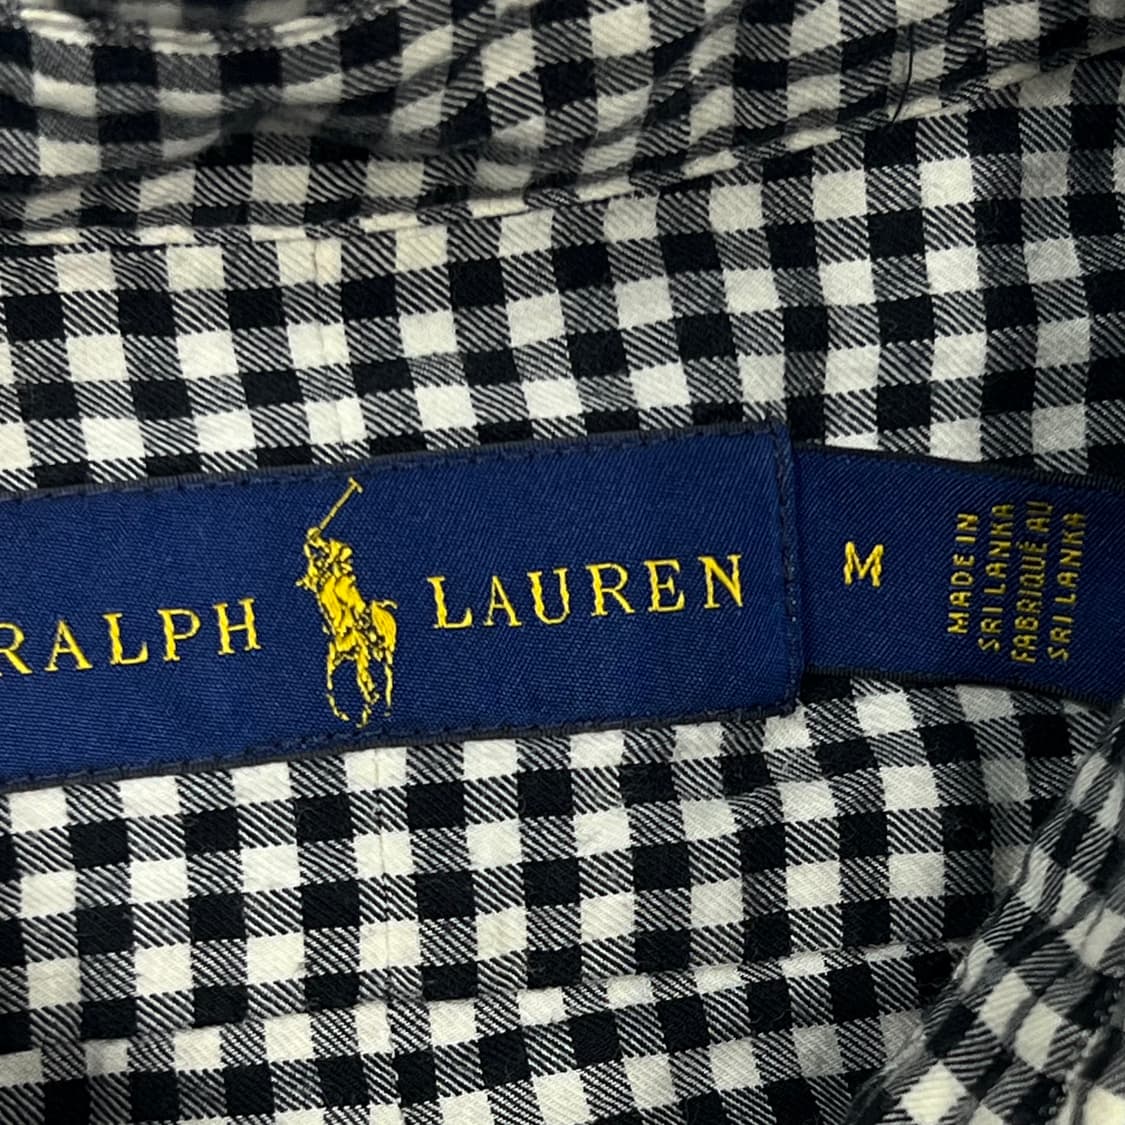 RALPH LAUREN
M
MADE IN
SRI LANKA
FABRIQUÉ AU
SRI LANKA